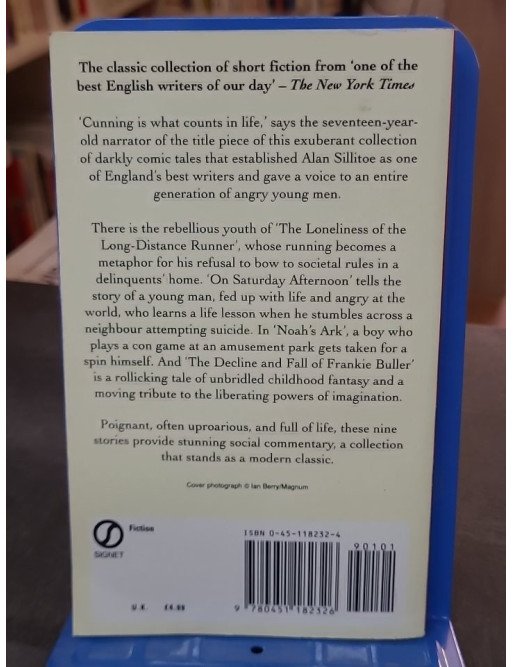 The classic collection of short fiction from ‘one of the
best English writers of our day’ – The New York Times
‘Cunning is what counts in life,’ says the seventeen-year-
old narrator of the title piece of this exuberant collection
of darkly comic tales that established Alan Sillitoe as one
of England’s best writers and gave a voice to an entire
generation of angry young men.
There is the rebellious youth of ‘The Loneliness of the
Long-Distance Runner’, whose running becomes a
metaphor for his refusal to bow to societal rules in a
delinquents’ home. ‘On Saturday Afternoon’ tells the
story of a young man, fed up with life and angry at the
world, who learns a life lesson when he stumbles across a
neighbour attempting suicide. In ‘Noah’s Ark’, a boy who
plays a con game at an amusement park gets taken for a
spin himself. And ‘The Decline and Fall of Frankie Buller’
is a rollicking tale of unbridled childhood fantasy and a
moving tribute to the liberating powers of imagination.
Poignant, often uproarious, and full of life, these nine
stories provide stunning social commentary, a collection
that stands as a modern classic.
Cover photograph © Ian Berry/Magnum
Fiction
SIGNET
ISBN 0-45-118232-4
90101
U.K. £4.99
9 780451 182326